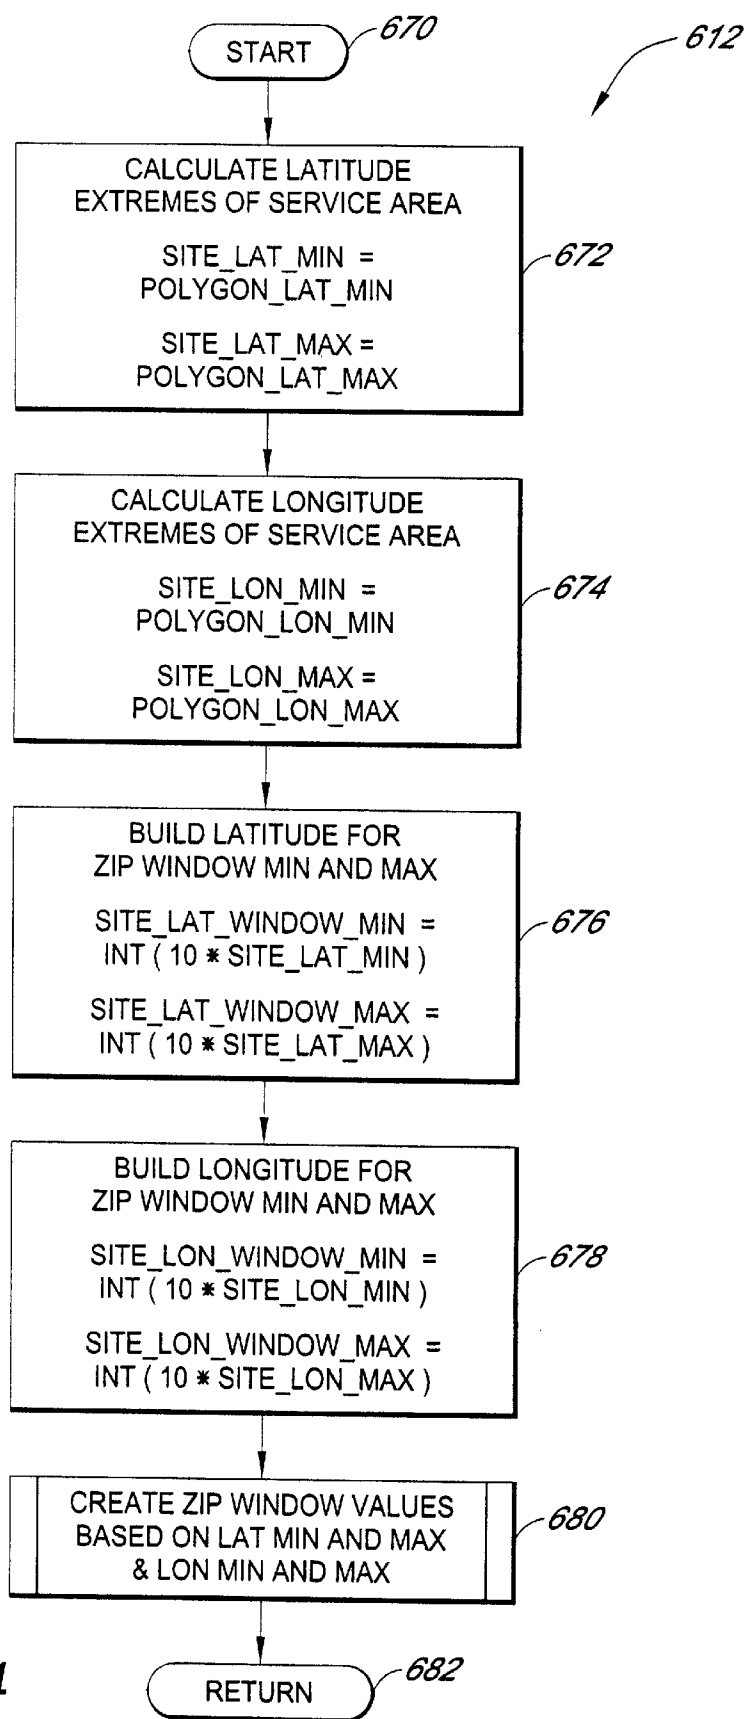 START
670
612
CALCULATE LATITUDE
EXTREMES OF SERVICE AREA
SITE_LAT_MIN =
POLYGON_LAT_MIN
SITE_LAT_MAX =
POLYGON_LAT_MAX
672
CALCULATE LONGITUDE
EXTREMES OF SERVICE AREA
SITE_LON_MIN =
POLYGON_LON_MIN
SITE_LON_MAX =
POLYGON_LON_MAX
674
BUILD LATITUDE FOR
ZIP WINDOW MIN AND MAX
SITE_LAT_WINDOW_MIN =
INT ( 10 * SITE_LAT_MIN )
SITE_LAT_WINDOW_MAX =
INT ( 10 * SITE_LAT_MAX )
676
BUILD LONGITUDE FOR
ZIP WINDOW MIN AND MAX
SITE_LON_WINDOW_MIN =
INT ( 10 * SITE_LON_MIN )
SITE_LON_WINDOW_MAX =
INT ( 10 * SITE_LON_MAX )
678
CREATE ZIP WINDOW VALUES
BASED ON LAT MIN AND MAX
& LON MIN AND MAX
680
RETURN
682